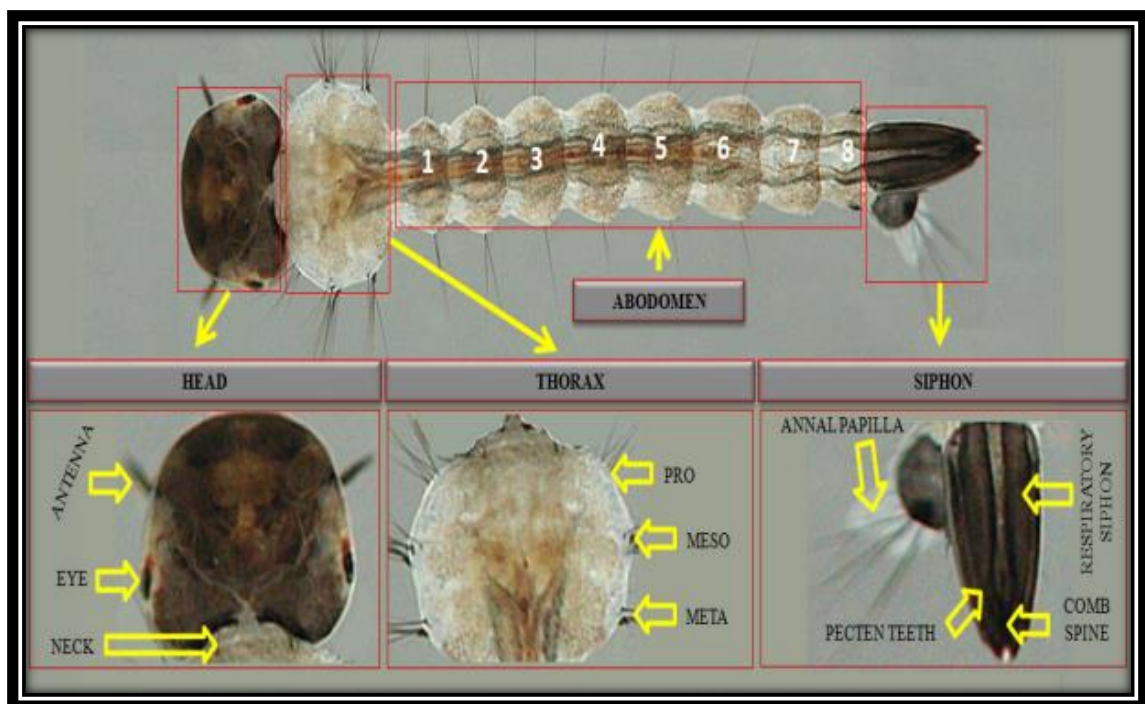 1 2 3 4 5 6 7 8
ABODOMEN
HEAD
THORAX
SIPHON
ANTENNA
EYE
NECK
PRO
MESO
META
ANNAL PAPILLA
RESPIRATORY
SIPHON
PECTEN TEETH
COMB
SPINE